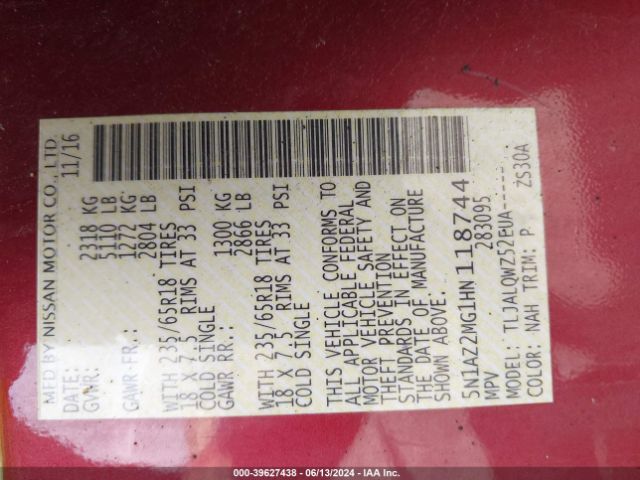 MFD BY NISSAN MOTOR CO., LTD
DATE: 11/16
GVWR: 2318 KG
5110 LB
GAWR-FR.: 1272 KG
2804 LB
WITH 235/65R18 TIRES
18 X 7.5 RIMS AT 33 PSI
COLD SINGLE
GAWR RR.: 1300 KG
2866 LB
WITH 235/65R18 TIRES
18 X 7.5 RIMS AT 33 PSI
COLD SINGLE
THIS VEHICLE CONFORMS TO
ALL APPLICABLE FEDERAL
MOTOR VEHICLE SAFETY AND
THEFT PREVENTION
STANDARDS IN EFFECT ON
THE DATE OF MANUFACTURE
SHOWN ABOVE.
5N1AZ2MG1HN118744
MPV 283095
MODEL: TLJALQWZ52EUA-----
COLOR: NAH TRIM: P ZS30A
000-39627438 - 06/13/2024 - IAA Inc.